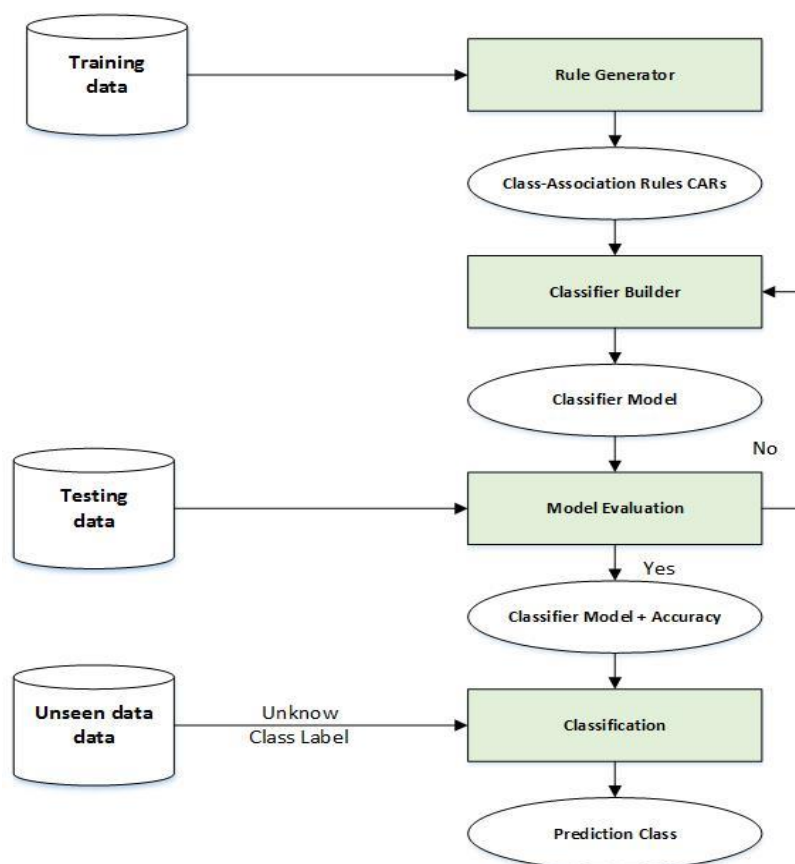 Training
data
Rule Generator
Class-Association Rules CARs
Classifier Builder
Classifier Model
No
Testing
data
Model Evaluation
Yes
Classifier Model + Accuracy
Unseen data
data
Unknow
Class Label
Classification
Prediction Class